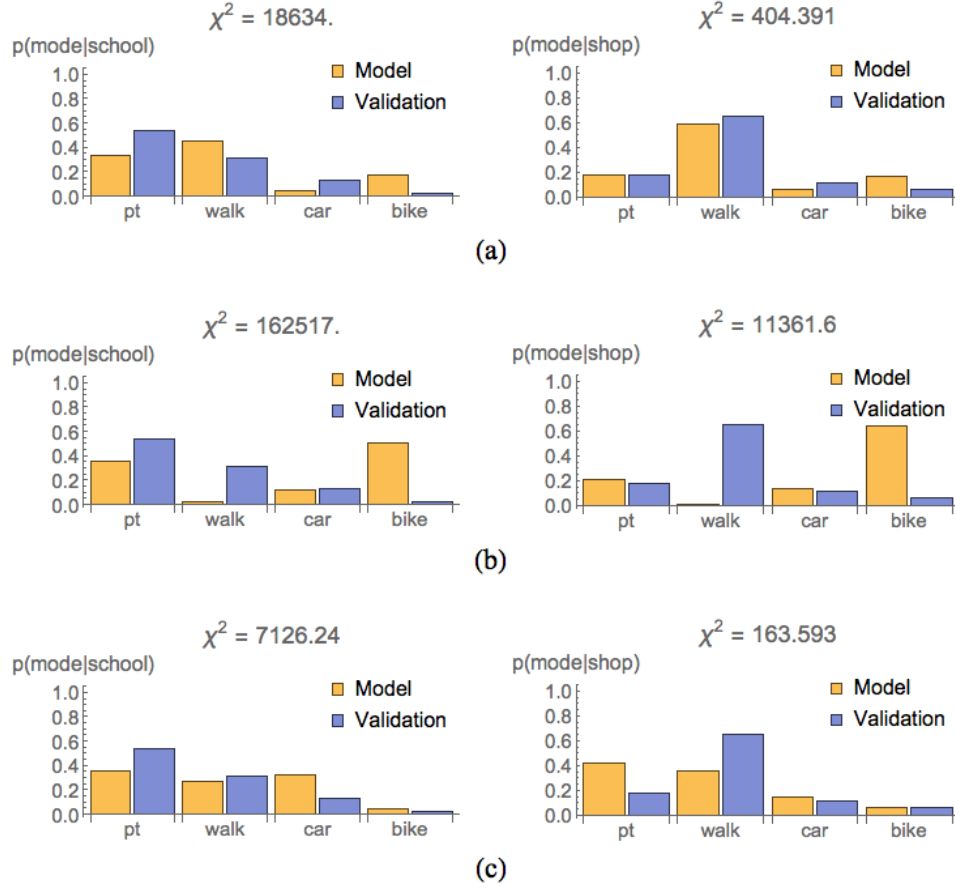 χ² = 18634.
p(mode|school)
Model
Validation
1.0
0.8
0.6
0.4
0.2
0.0
pt walk car bike
χ² = 404.391
p(mode|shop)
Model
Validation
1.0
0.8
0.6
0.4
0.2
0.0
pt walk car bike
(a)
χ² = 162517.
p(mode|school)
Model
Validation
1.0
0.8
0.6
0.4
0.2
0.0
pt walk car bike
χ² = 11361.6
p(mode|shop)
Model
Validation
1.0
0.8
0.6
0.4
0.2
0.0
pt walk car bike
(b)
χ² = 7126.24
p(mode|school)
Model
Validation
1.0
0.8
0.6
0.4
0.2
0.0
pt walk car bike
χ² = 163.593
p(mode|shop)
Model
Validation
1.0
0.8
0.6
0.4
0.2
0.0
pt walk car bike
(c)